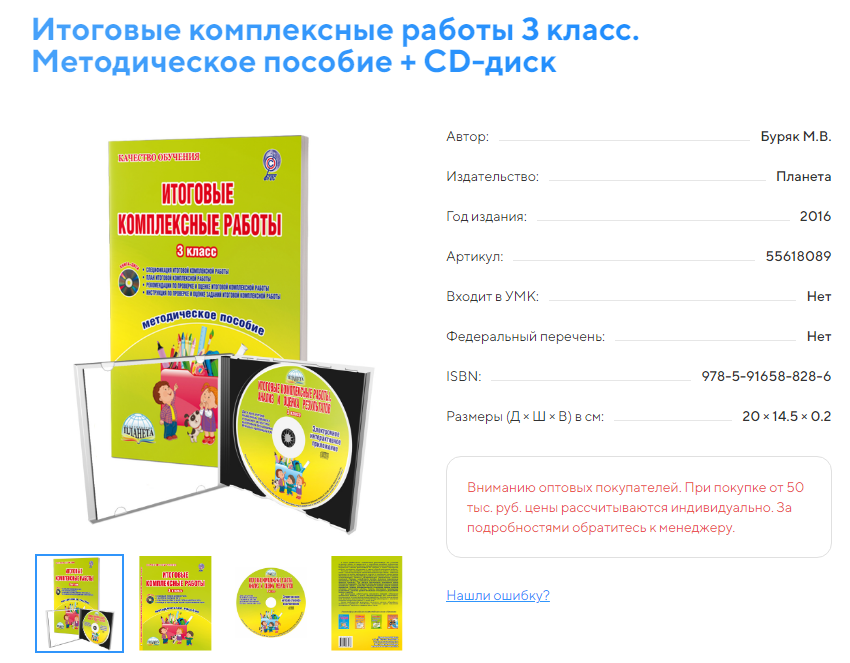 Итоговые комплексные работы 3 класс.
Методическое пособие + CD-диск
КАЧЕСТВО ОБУЧЕНИЯ
ИТОГОВЫЕ
КОМПЛЕКСНЫЕ РАБОТЫ
3 класс
• СПЕЦИФИКАЦИЯ ИТОГОВОЙ КОМПЛЕКСНОЙ РАБОТЫ
• ПЛАН ИТОГОВОЙ КОМПЛЕКСНОЙ РАБОТЫ
• РЕКОМЕНДАЦИИ ПО ПРОВЕРКЕ И ОЦЕНКЕ ИТОГОВОЙ КОМПЛЕКСНОЙ РАБОТЫ
• ИНСТРУКЦИЯ ПО ПРОВЕРКЕ И ОЦЕНКЕ ЗАДАНИЙ ИТОГОВОЙ КОМПЛЕКСНОЙ РАБОТЫ
методическое пособие
ПЛАНЕТА
ПЛАНЕТА
ИТОГОВЫЕ КОМПЛЕКСНЫЕ РАБОТЫ.
АНАЛИЗ И ОЦЕНКА РЕЗУЛЬТАТОВ
3 класс
Электронное
интерактивное
приложение
Автор: Буряк М.В.
Издательство: Планета
Год издания: 2016
Артикул: 55618089
Входит в УМК: Нет
Федеральный перечень: Нет
ISBN: 978-5-91658-828-6
Размеры (Д × Ш × В) в см: 20 × 14.5 × 0.2
Вниманию оптовых покупателей. При покупке от 50
тыс. руб. цены рассчитываются индивидуально. За
подробностями обратитесь к менеджеру.
Нашли ошибку?
ИТОГОВЫЕ
КОМПЛЕКСНЫЕ РАБОТЫ